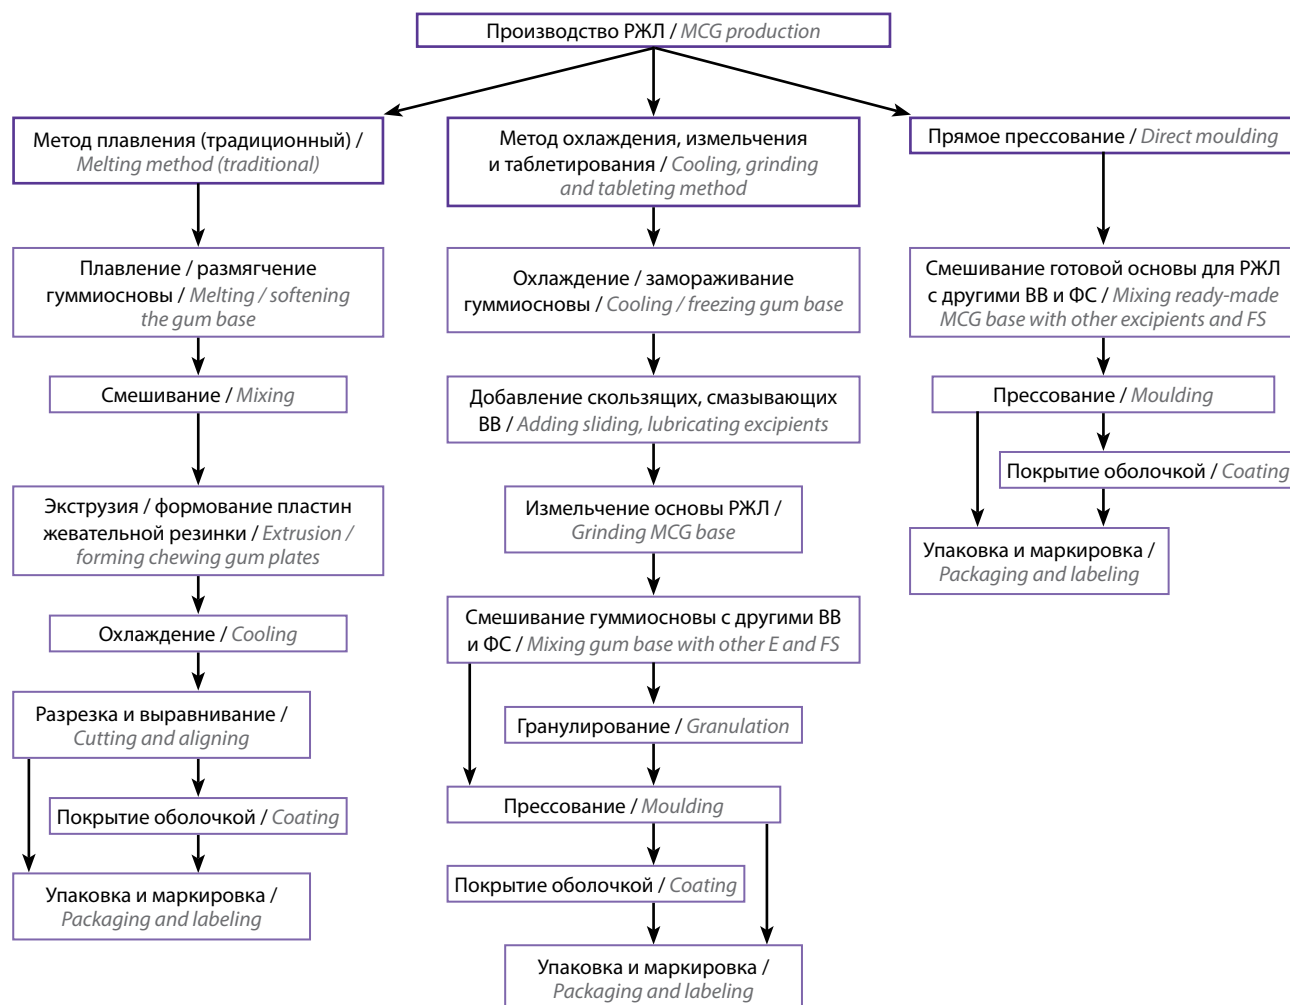 Производство РЖЛ / MCG production
Метод плавления (традиционный) /
Melting method (traditional)
Плавление / размягчение
гуммиосновы / Melting / softening
the gum base
Смешивание / Mixing
Экструзия / формование пластин
жевательной резинки / Extrusion /
forming chewing gum plates
Охлаждение / Cooling
Разрезка и выравнивание /
Cutting and aligning
Покрытие оболочкой / Coating
Упаковка и маркировка /
Packaging and labeling
Метод охлаждения, измельчения
и таблетирования / Cooling, grinding
and tableting method
Охлаждение / замораживание
гуммиосновы / Cooling / freezing gum base
Добавление скользящих, смазывающих
ВВ / Adding sliding, lubricating excipients
Измельчение основы РЖЛ /
Grinding MCG base
Смешивание гуммиосновы с другими ВВ
и ФС / Mixing gum base with other E and FS
Гранулирование / Granulation
Прессование / Moulding
Покрытие оболочкой / Coating
Упаковка и маркировка /
Packaging and labeling
Прямое прессование / Direct moulding
Смешивание готовой основы для РЖЛ
с другими ВВ и ФС / Mixing ready-made
MCG base with other excipients and FS
Прессование / Moulding
Покрытие оболочкой / Coating
Упаковка и маркировка /
Packaging and labeling